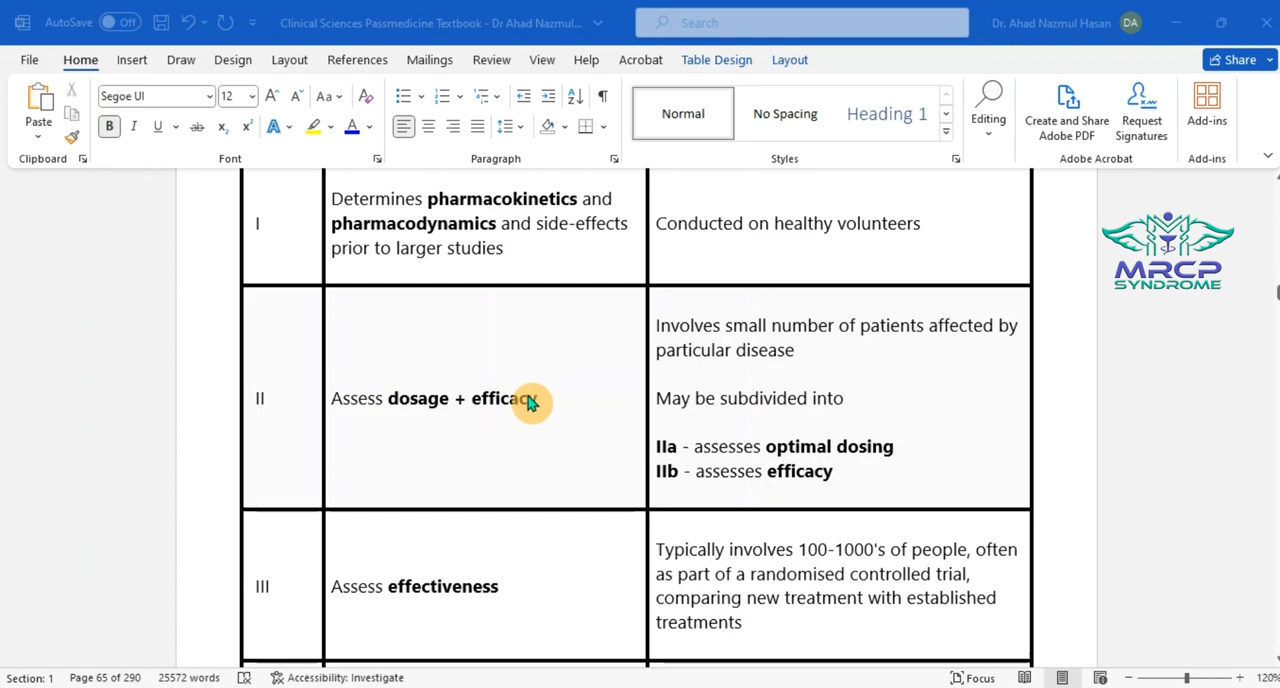 AutoSave Off Clinical Sciences Passmedicine Textbook - Dr Ahad Nazmul... Search Dr. Ahad Nazmul Hasan DA
File Home Insert Draw Design Layout References Mailings Review View Help Acrobat Table Design Layout Share
Segoe UI 12 Aa
Paste
B I U ab x₂ x² A A
Normal No Spacing Heading 1
Editing
Create and Share Adobe PDF
Request Signatures
Add-ins
Clipboard Font Paragraph Styles Adobe Acrobat Add-ins
I
Determines pharmacokinetics and
pharmacodynamics and side-effects
prior to larger studies
Conducted on healthy volunteers
MRCP
SYNDROME
II
Assess dosage + efficacy
Involves small number of patients affected by
particular disease
May be subdivided into
IIa - assesses optimal dosing
IIb - assesses efficacy
III
Assess effectiveness
Typically involves 100-1000's of people, often
as part of a randomised controlled trial,
comparing new treatment with established
treatments
Section: 1 Page 65 of 290 25572 words Accessibility: Investigate Focus 120%